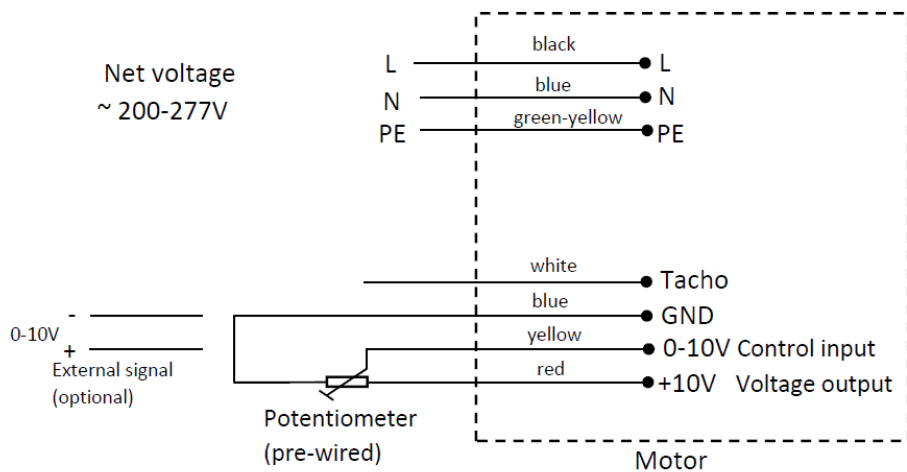 Net voltage
~ 200-277V
L black L
N blue N
PE green-yellow PE
white Tacho
- blue GND
0-10V yellow 0-10V Control input
+
External signal
(optional)
red +10V Voltage output
Potentiometer
(pre-wired)
Motor